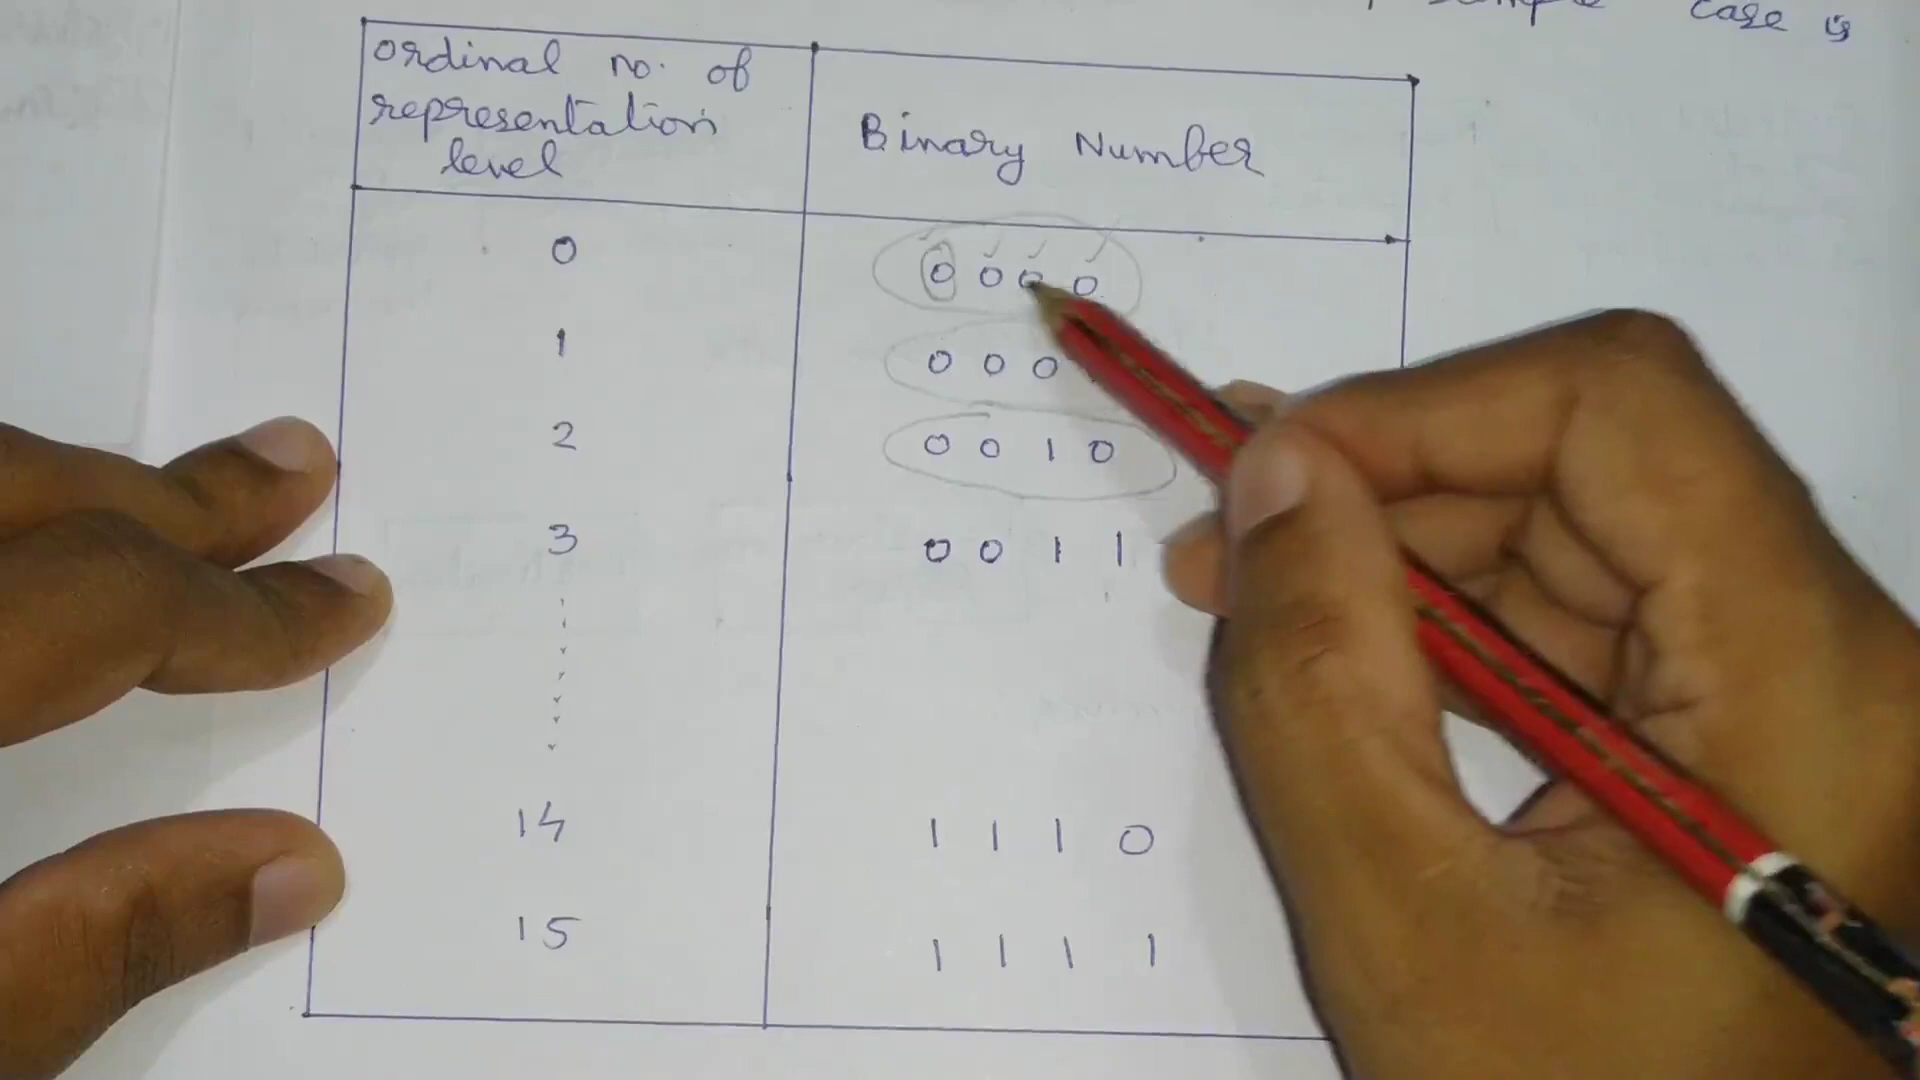 case is
ordinal no. of
representation
level
Binary Number
0 0 0 0 0
1 0 0 0
2 0 0 1 0
3 0 0 1 1
14 1 1 1 0
15 1 1 1 1